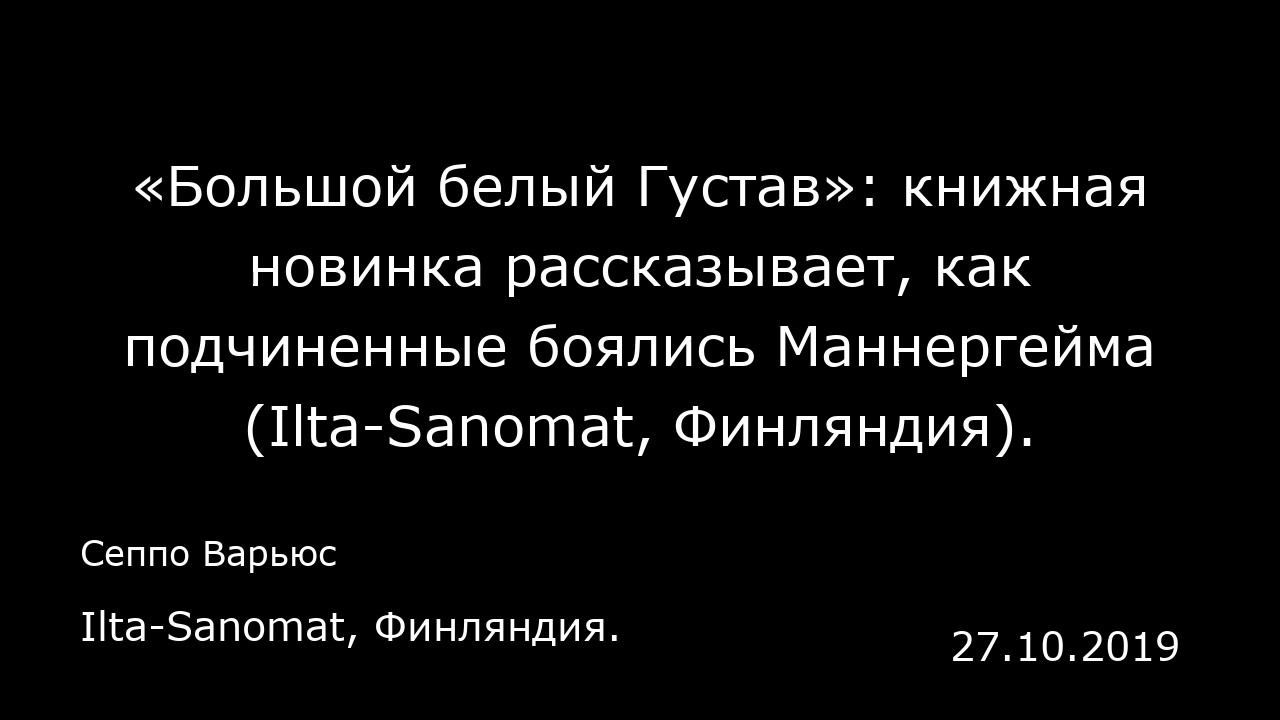 «Большой белый Густав»: книжная
новинка рассказывает, как
подчиненные боялись Маннергейма
(Ilta-Sanomat, Финляндия).
Сеппо Варьюс
Ilta-Sanomat, Финляндия.
27.10.2019